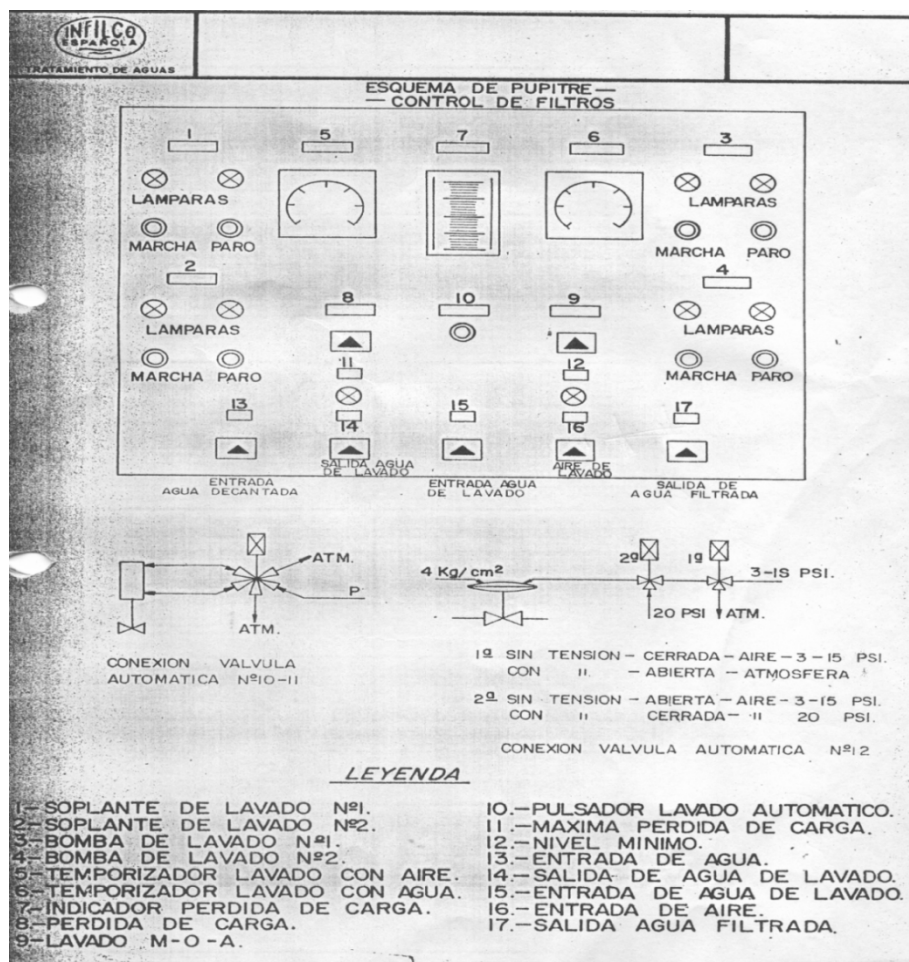 INFILCO
ESPAÑOLA
TRATAMIENTO DE AGUAS
ESQUEMA DE PUPITRE—
— CONTROL DE FILTROS
1 5 7 6 3
LAMPARAS LAMPARAS
MARCHA PARO MARCHA PARO
2 4
8 10 9
LAMPARAS LAMPARAS
MARCHA PARO MARCHA PARO
11 12
13 15 17
14 16
SALIDA AGUA
DE LAVADO
AIRE DE
LAVADO
ENTRADA
AGUA DECANTADA
ENTRADA AGUA
DE LAVADO
SALIDA DE
AGUA FILTRADA
ATM.
P
ATM.
4 Kg/cm²
2ª 1ª
3-15 PSI.
20 PSI ATM.
CONEXION VALVULA
AUTOMATICA Nº10-11
1ª SIN TENSION — CERRADA — AIRE — 3 — 15 PSI.
CON " — ABIERTA — ATMOSFERA
2ª SIN TENSION — ABIERTA — AIRE — 3 — 15 PSI.
CON " CERRADA — " 20 PSI.
CONEXION VALVULA AUTOMATICA Nº12
LEYENDA
1.- SOPLANTE DE LAVADO Nº1.
2.- SOPLANTE DE LAVADO Nº2.
3.- BOMBA DE LAVADO Nº1.
4.- BOMBA DE LAVADO Nº2.
5.- TEMPORIZADOR LAVADO CON AIRE.
6.- TEMPORIZADOR LAVADO CON AGUA
7.- INDICADOR PERDIDA DE CARGA.
8.- PERDIDA DE CARGA.
9.- LAVADO M-O-A.
10.- PULSADOR LAVADO AUTOMATICO.
11.- MAXIMA PERDIDA DE CARGA.
12.- NIVEL MINIMO.
13.- ENTRADA DE AGUA.
14.- SALIDA DE AGUA DE LAVADO.
15.- ENTRADA DE AGUA DE LAVADO.
16.- ENTRADA DE AIRE.
17.- SALIDA AGUA FILTRADA.